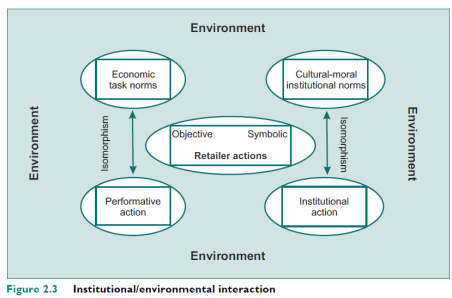 Environment
Economic
task norms
Cultural-moral
institutional norms
Environment
Isomorphism
Objective Symbolic
Retailer actions
Isomorphism
Environment
Performative
action
Institutional
action
Environment
Figure 2.3 Institutional/environmental interaction